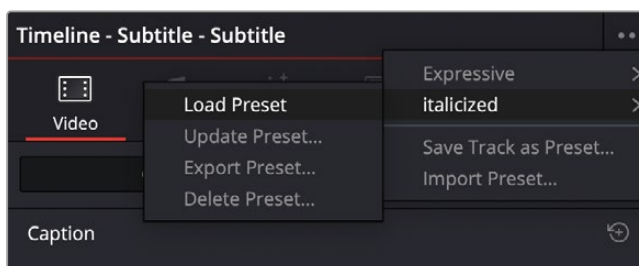 Timeline - Subtitle - Subtitle
Video
Expressive
italicized
Save Track as Preset...
Import Preset...
Load Preset
Update Preset...
Export Preset...
Delete Preset...
Caption